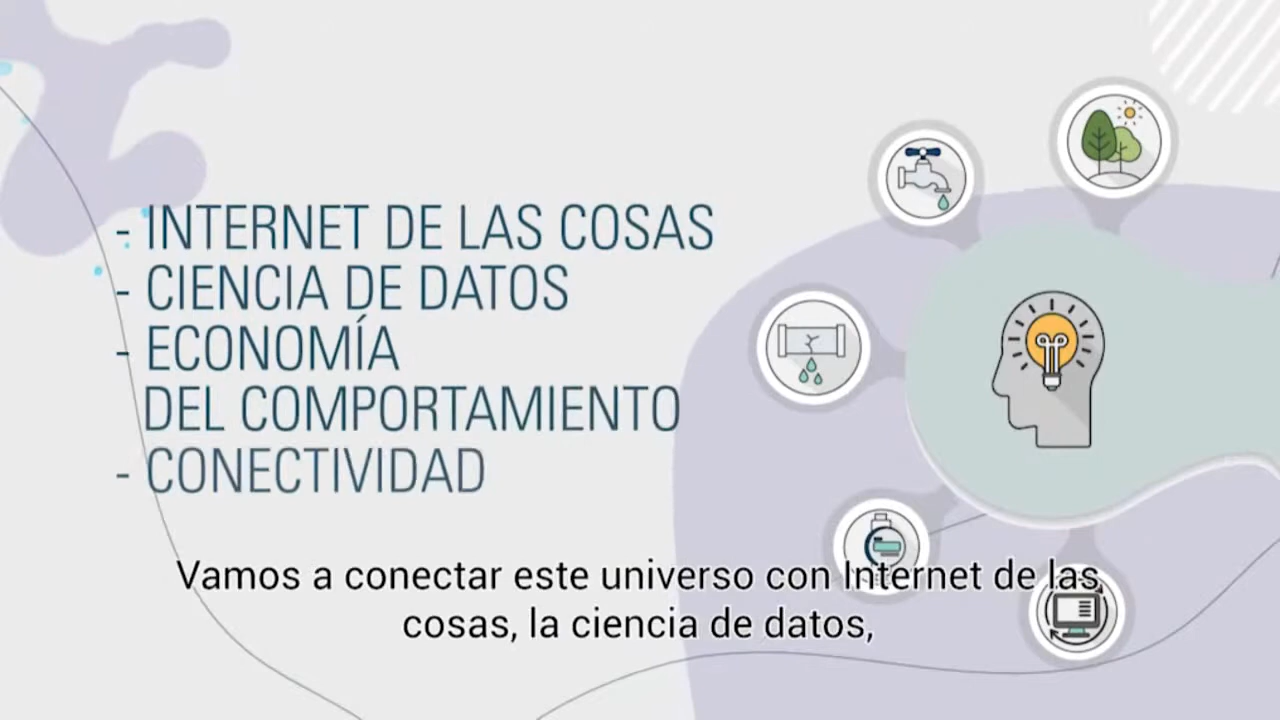 - INTERNET DE LAS COSAS
- CIENCIA DE DATOS
- ECONOMÍA
DEL COMPORTAMIENTO
- CONECTIVIDAD
Vamos a conectar este universo con Internet de las
cosas, la ciencia de datos,